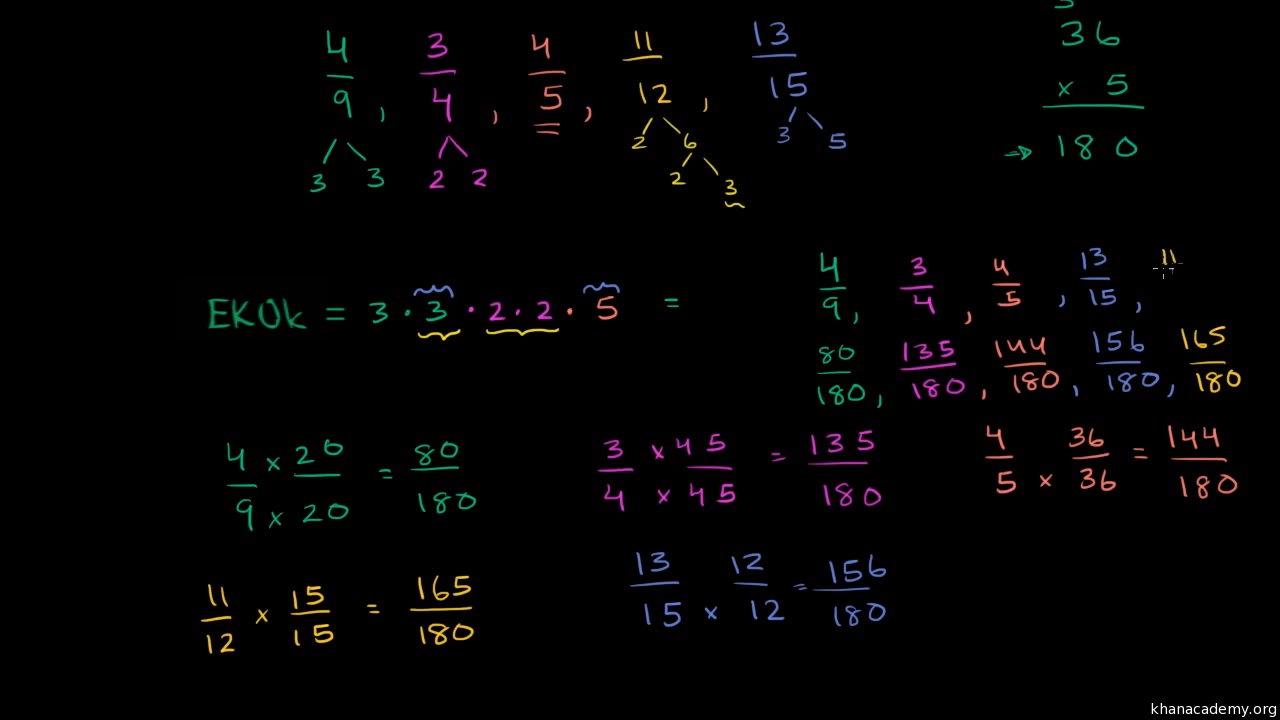 4/9, 3/4, 4/5, 11/12, 13/15
3 3 2 2 2 6 3 5
2 3
36
× 5
→ 180
EKOk = 3 · 3 · 2 · 2 · 5 =
4/9, 3/4, 4/5, 13/15, 11
80/180, 135/180, 144/180, 156/180, 165/180
4/9 × 20/20 = 80/180
3/4 × 45/45 = 135/180
4/5 × 36/36 = 144/180
11/12 × 15/15 = 165/180
13/15 × 12/12 = 156/180
khanacademy.org